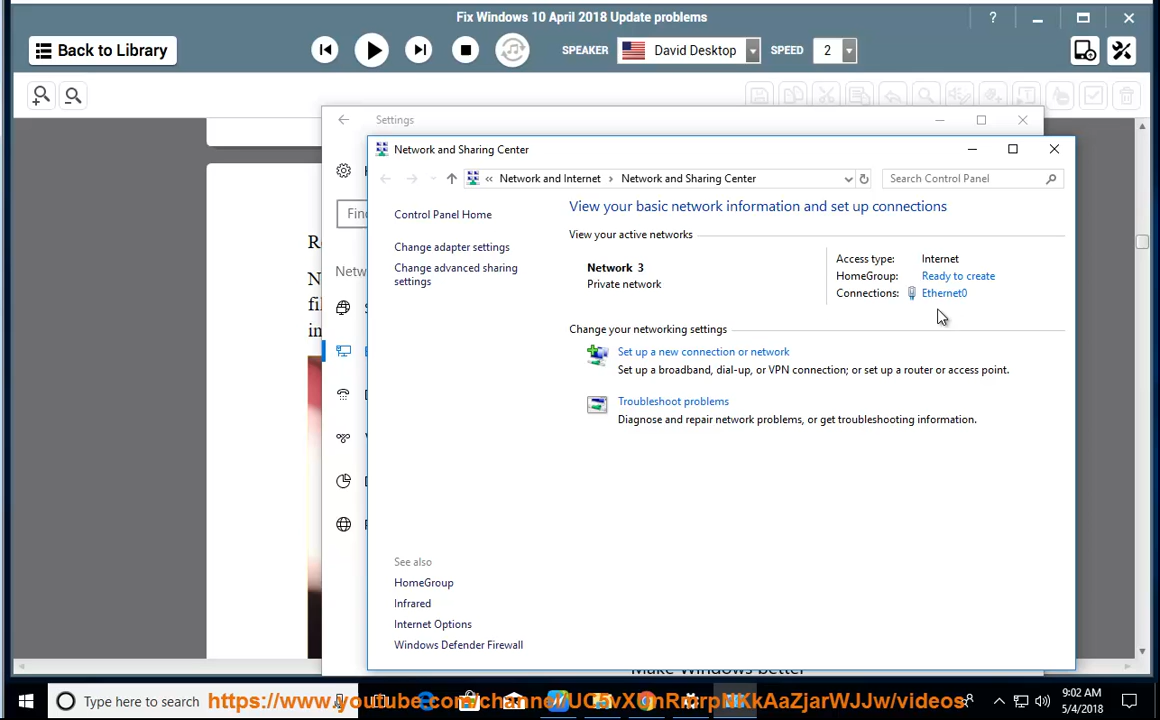 Fix Windows 10 April 2018 Update problems
Back to Library
SPEAKER
David Desktop
SPEED
2
Settings
Network and Sharing Center
« Network and Internet › Network and Sharing Center
Search Control Panel
Control Panel Home
Change adapter settings
Change advanced sharing
settings
View your basic network information and set up connections
View your active networks
Network 3
Private network
Access type: Internet
HomeGroup: Ready to create
Connections: Ethernet0
Change your networking settings
Set up a new connection or network
Set up a broadband, dial-up, or VPN connection; or set up a router or access point.
Troubleshoot problems
Diagnose and repair network problems, or get troubleshooting information.
See also
HomeGroup
Infrared
Internet Options
Windows Defender Firewall
Netw
Make Windows better
Type here to search
9:02 AM
5/4/2018